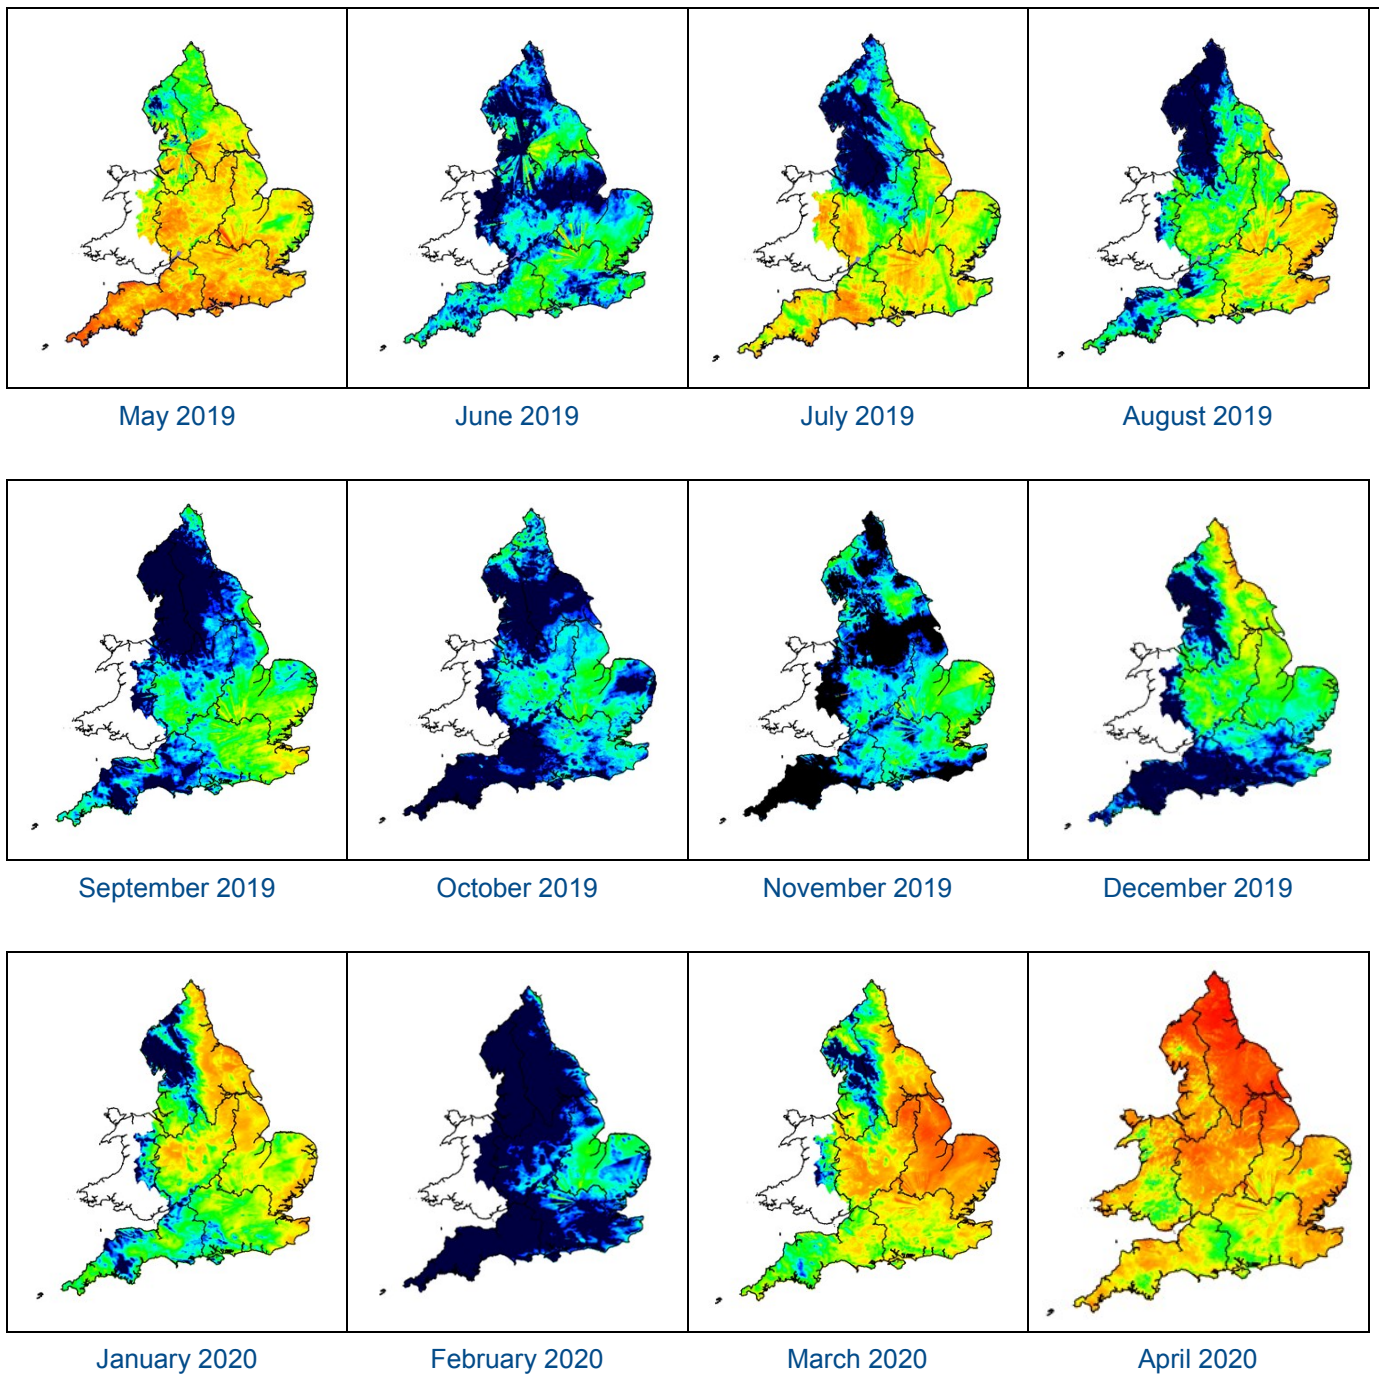 May 2019
June 2019
July 2019
August 2019
September 2019
October 2019
November 2019
December 2019
January 2020
February 2020
March 2020
April 2020